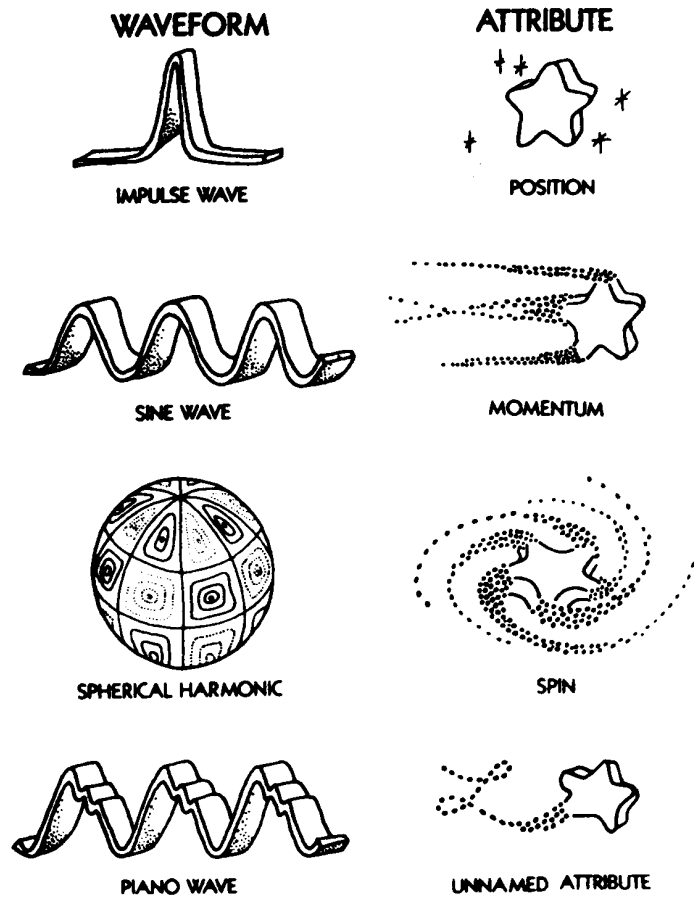 WAVEFORM ATTRIBUTE
IMPULSE WAVE POSITION
SINE WAVE MOMENTUM
SPHERICAL HARMONIC SPIN
PIANO WAVE UNNAMED ATTRIBUTE